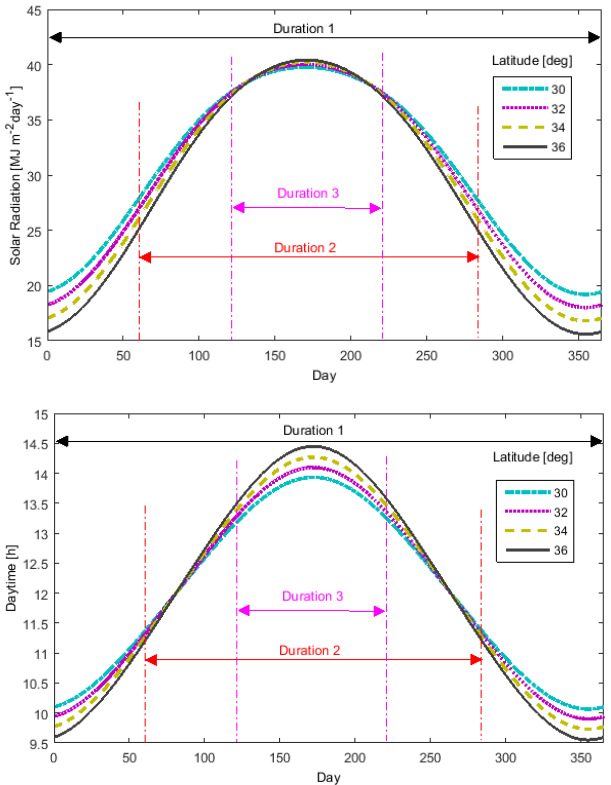 45
40
35
30
25
20
15
Solar Radiation [MJ m-2day-1]
Duration 1
Latitude [deg]
30
32
34
36
Duration 3
Duration 2
0 50 100 150 200 250 300 350
Day
15
14.5
14
13.5
13
12.5
12
11.5
11
10.5
10
9.5
Daytime [h]
Duration 1
Latitude [deg]
30
32
34
36
Duration 3
Duration 2
0 50 100 150 200 250 300 350
Day